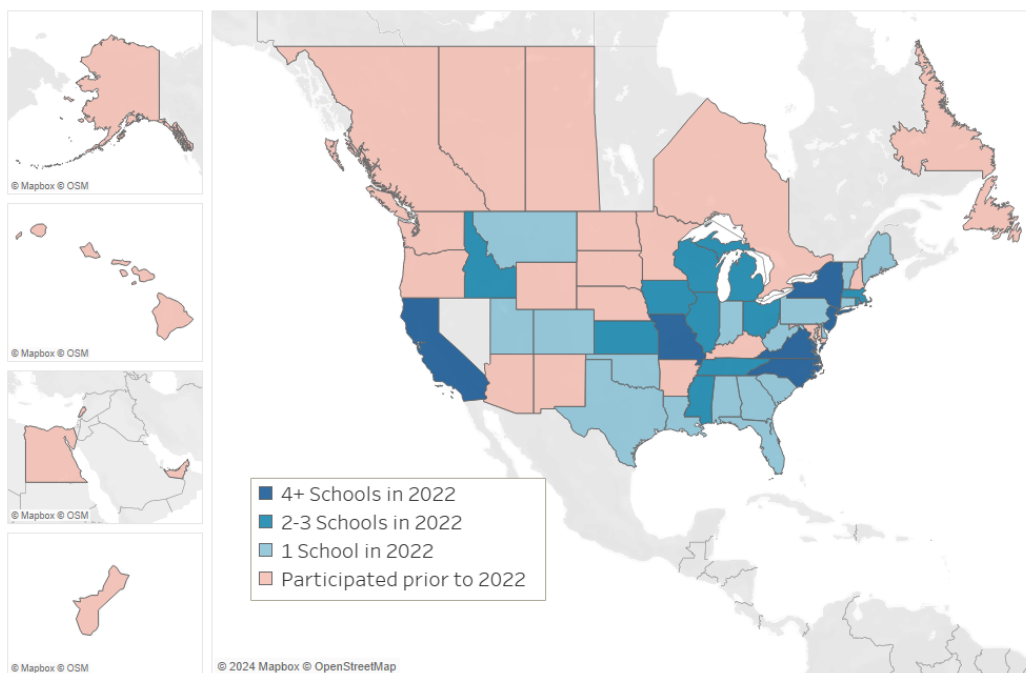 © Mapbox © OSM
© Mapbox © OSM
© Mapbox © OSM
© Mapbox © OSM
4+ Schools in 2022
2-3 Schools in 2022
1 School in 2022
Participated prior to 2022
© 2024 Mapbox © OpenStreetMap